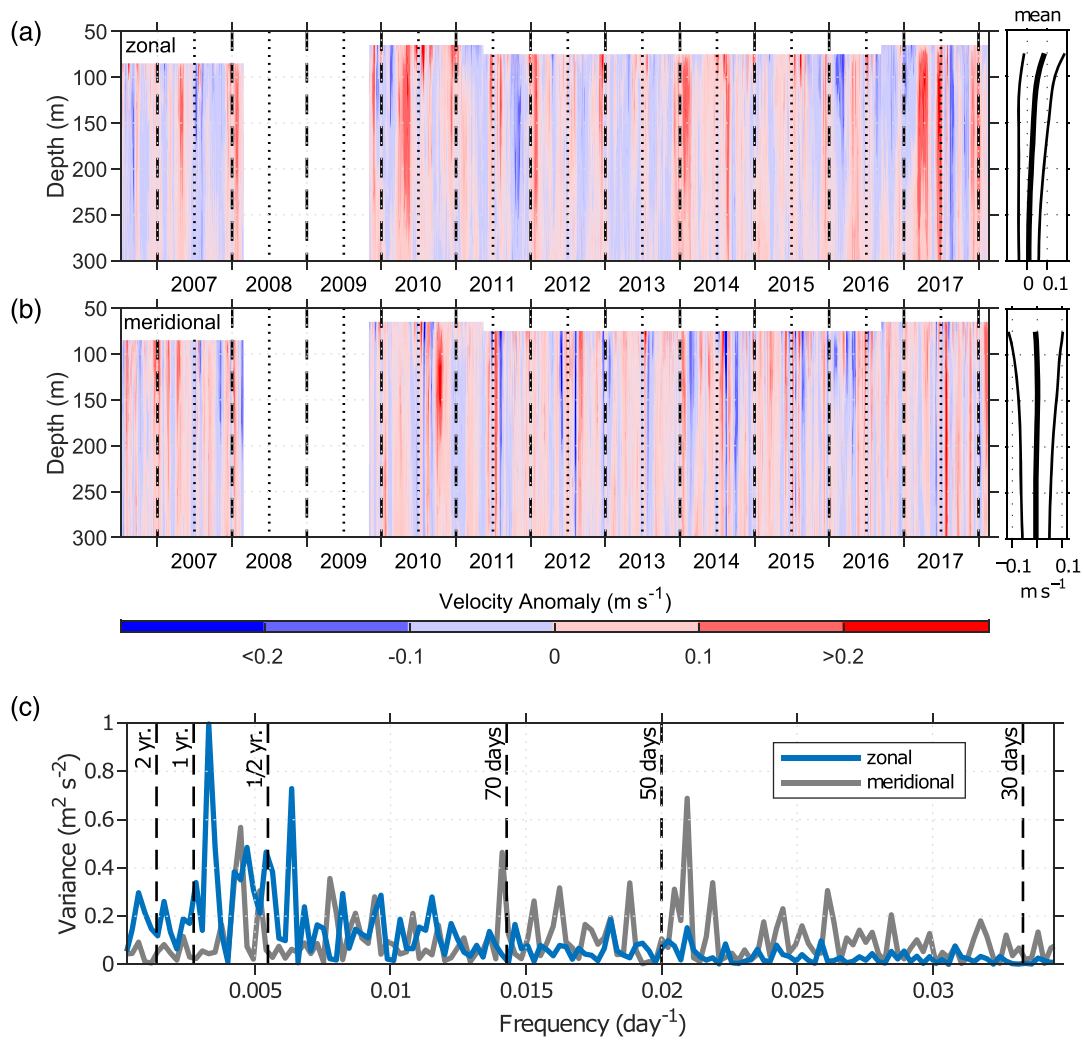 (a)
zonal
mean
50
100
150
200
250
300
Depth (m)
2007 2008 2009 2010 2011 2012 2013 2014 2015 2016 2017
0 0.1
(b)
meridional
50
100
150
200
250
300
Depth (m)
2007 2008 2009 2010 2011 2012 2013 2014 2015 2016 2017
−0.1 0.1
m s⁻¹
Velocity Anomaly (m s⁻¹)
<0.2 -0.1 0 0.1 >0.2
(c)
1
0.8
0.6
0.4
0.2
0
Variance (m² s⁻²)
2 yr.
1 yr.
1/2 yr.
70 days
50 days
30 days
zonal
meridional
0.005 0.01 0.015 0.02 0.025 0.03
Frequency (day⁻¹)